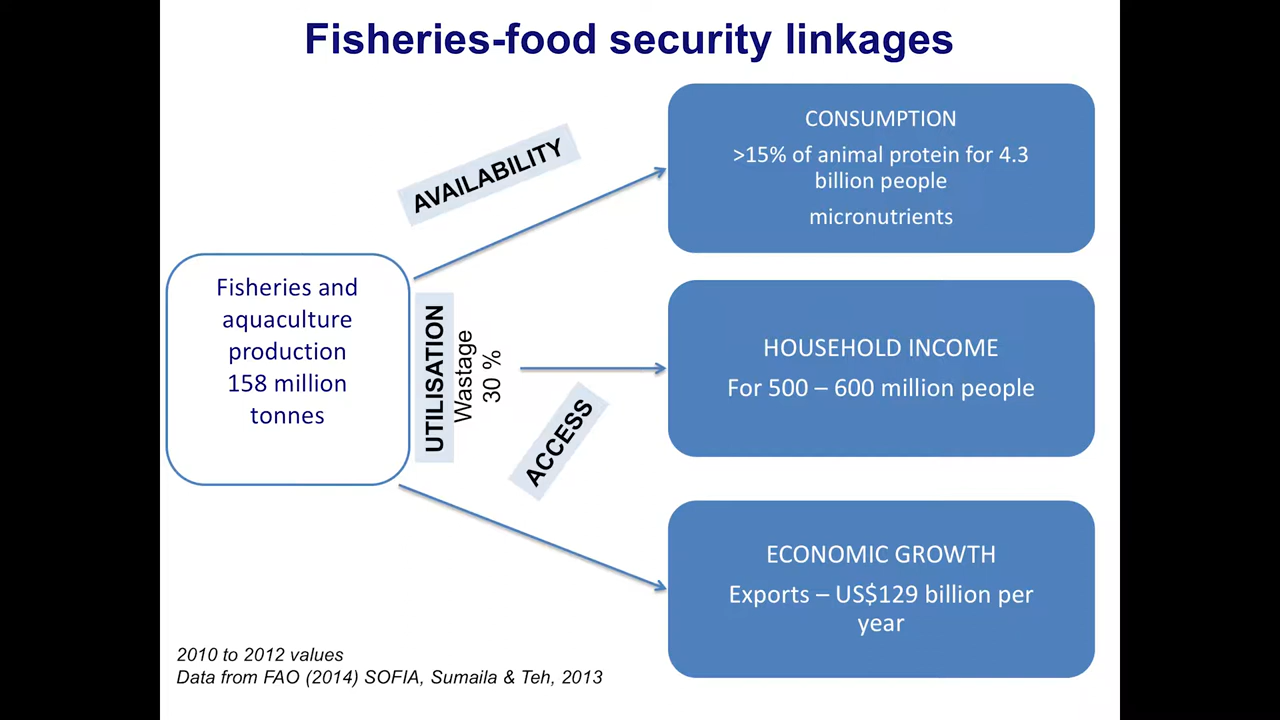 Fisheries-food security linkages
AVAILABILITY
CONSUMPTION
>15% of animal protein for 4.3
billion people
micronutrients
Fisheries and
aquaculture
production
158 million
tonnes
UTILISATION
Wastage
30 %
ACCESS
HOUSEHOLD INCOME
For 500 – 600 million people
ECONOMIC GROWTH
Exports – US$129 billion per
year
2010 to 2012 values
Data from FAO (2014) SOFIA, Sumaila & Teh, 2013